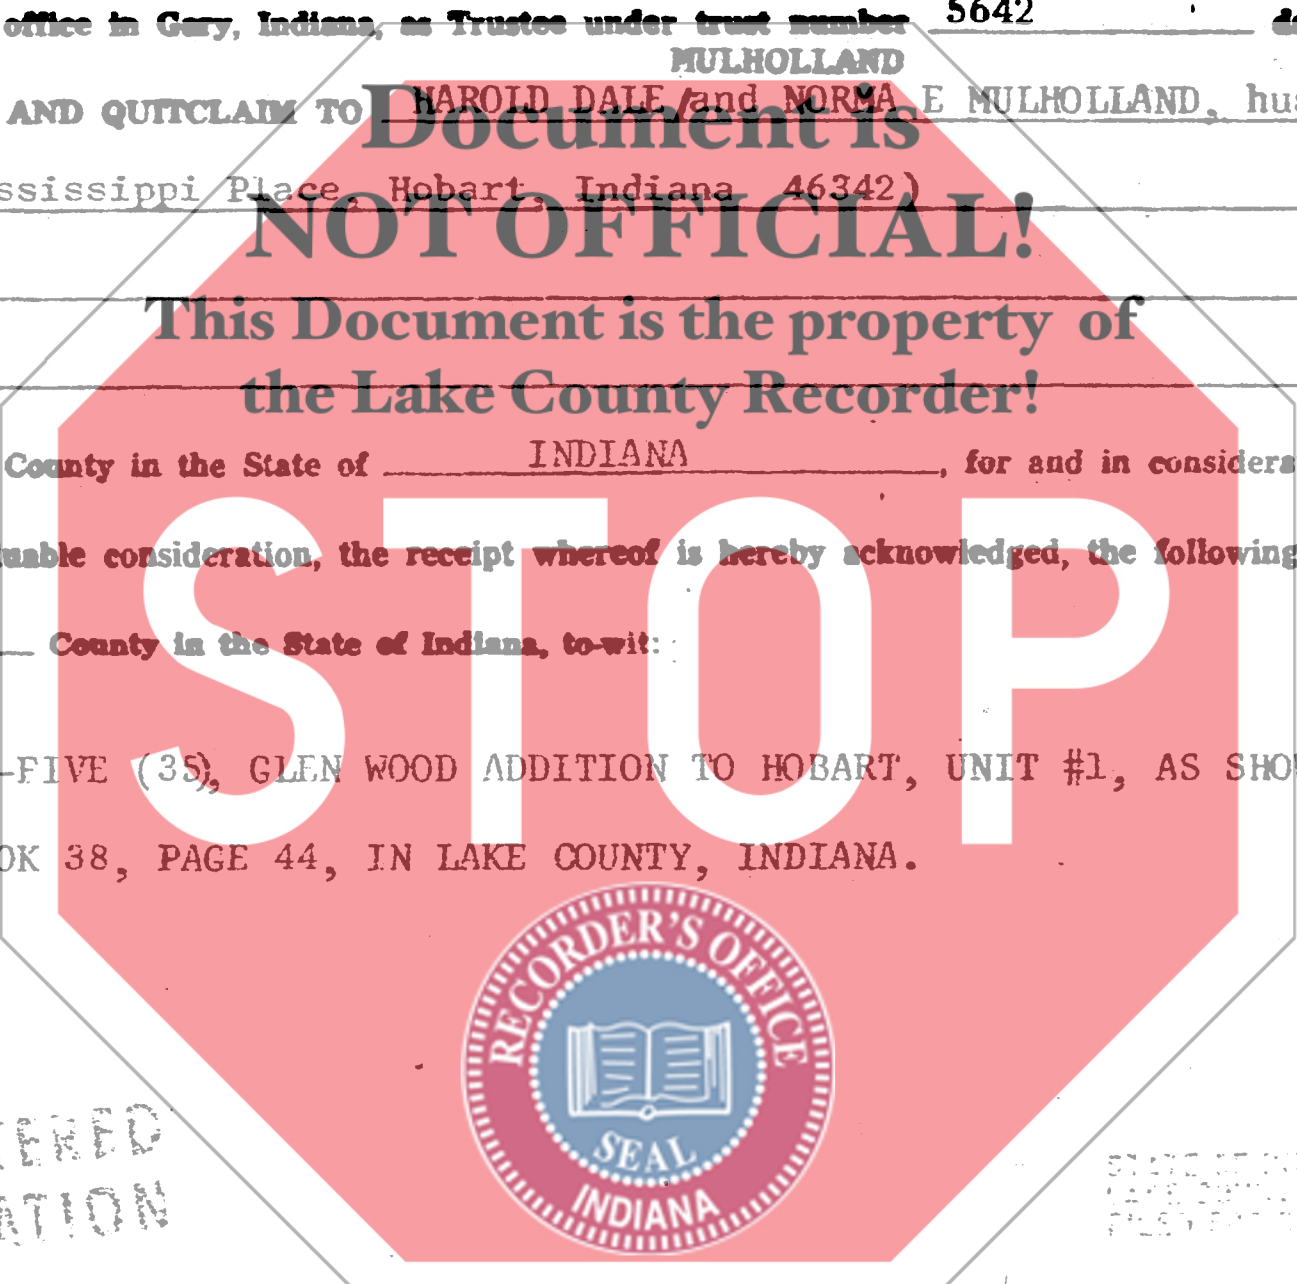 office in Gary, Indiana, as Trustee under trust number 5642
MULHOLLAND
AND QUITCLAIM TO HAROLD DALE/and NORMA E MULHOLLAND, hus
Document is
ssissippi Place, Hobart, Indiana 46342)
NOT OFFICIAL!
This Document is the property of
the Lake County Recorder!
County in the State of INDIANA, for and in considera
uable consideration, the receipt whereof is hereby acknowledged, the following
STOP
County in the State of Indiana, to-wit:
-FIVE (35), GLEN WOOD ADDITION TO HOBART, UNIT #1, AS SHOW
OK 38, PAGE 44, IN LAKE COUNTY, INDIANA.
RECORDER'S OFFICE
SEAL
INDIANA
ERED
ATION